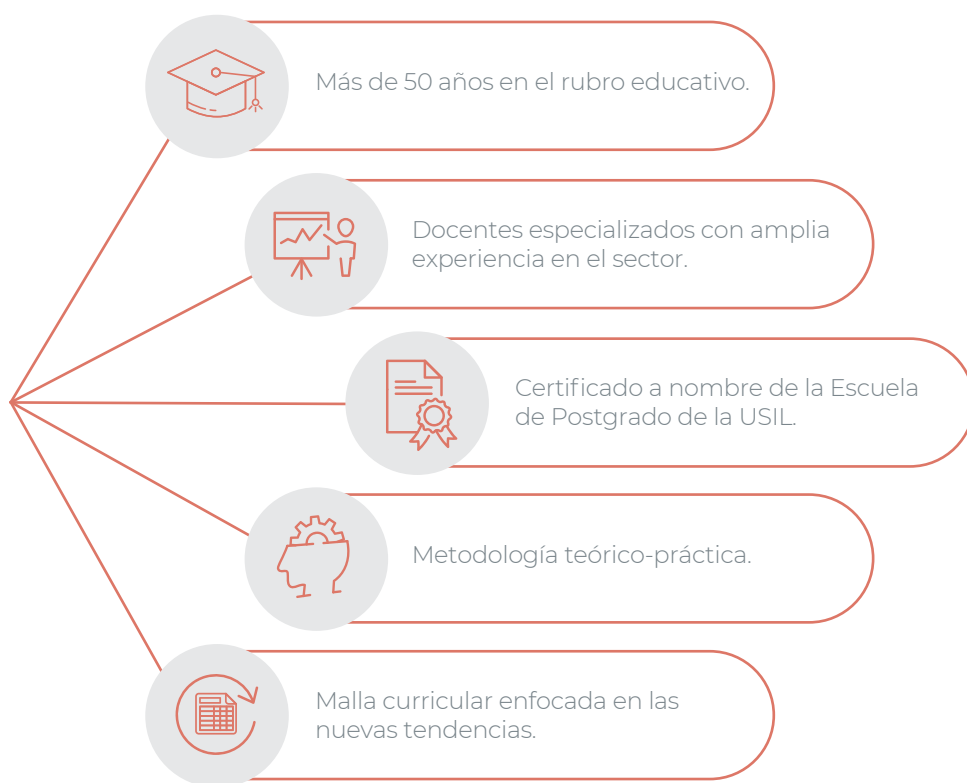 Más de 50 años en el rubro educativo.
Docentes especializados con amplia
experiencia en el sector.
Certificado a nombre de la Escuela
de Postgrado de la USIL.
Metodología teórico-práctica.
Malla curricular enfocada en las
nuevas tendencias.